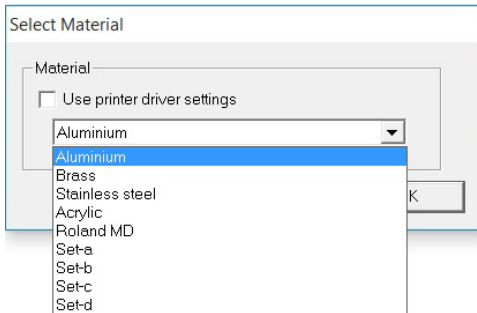 Select Material
Material
Use printer driver settings
Aluminium
Aluminium
Brass
Stainless steel
Acrylic
K
Roland MD
Set-a
Set-b
Set-c
Set-d